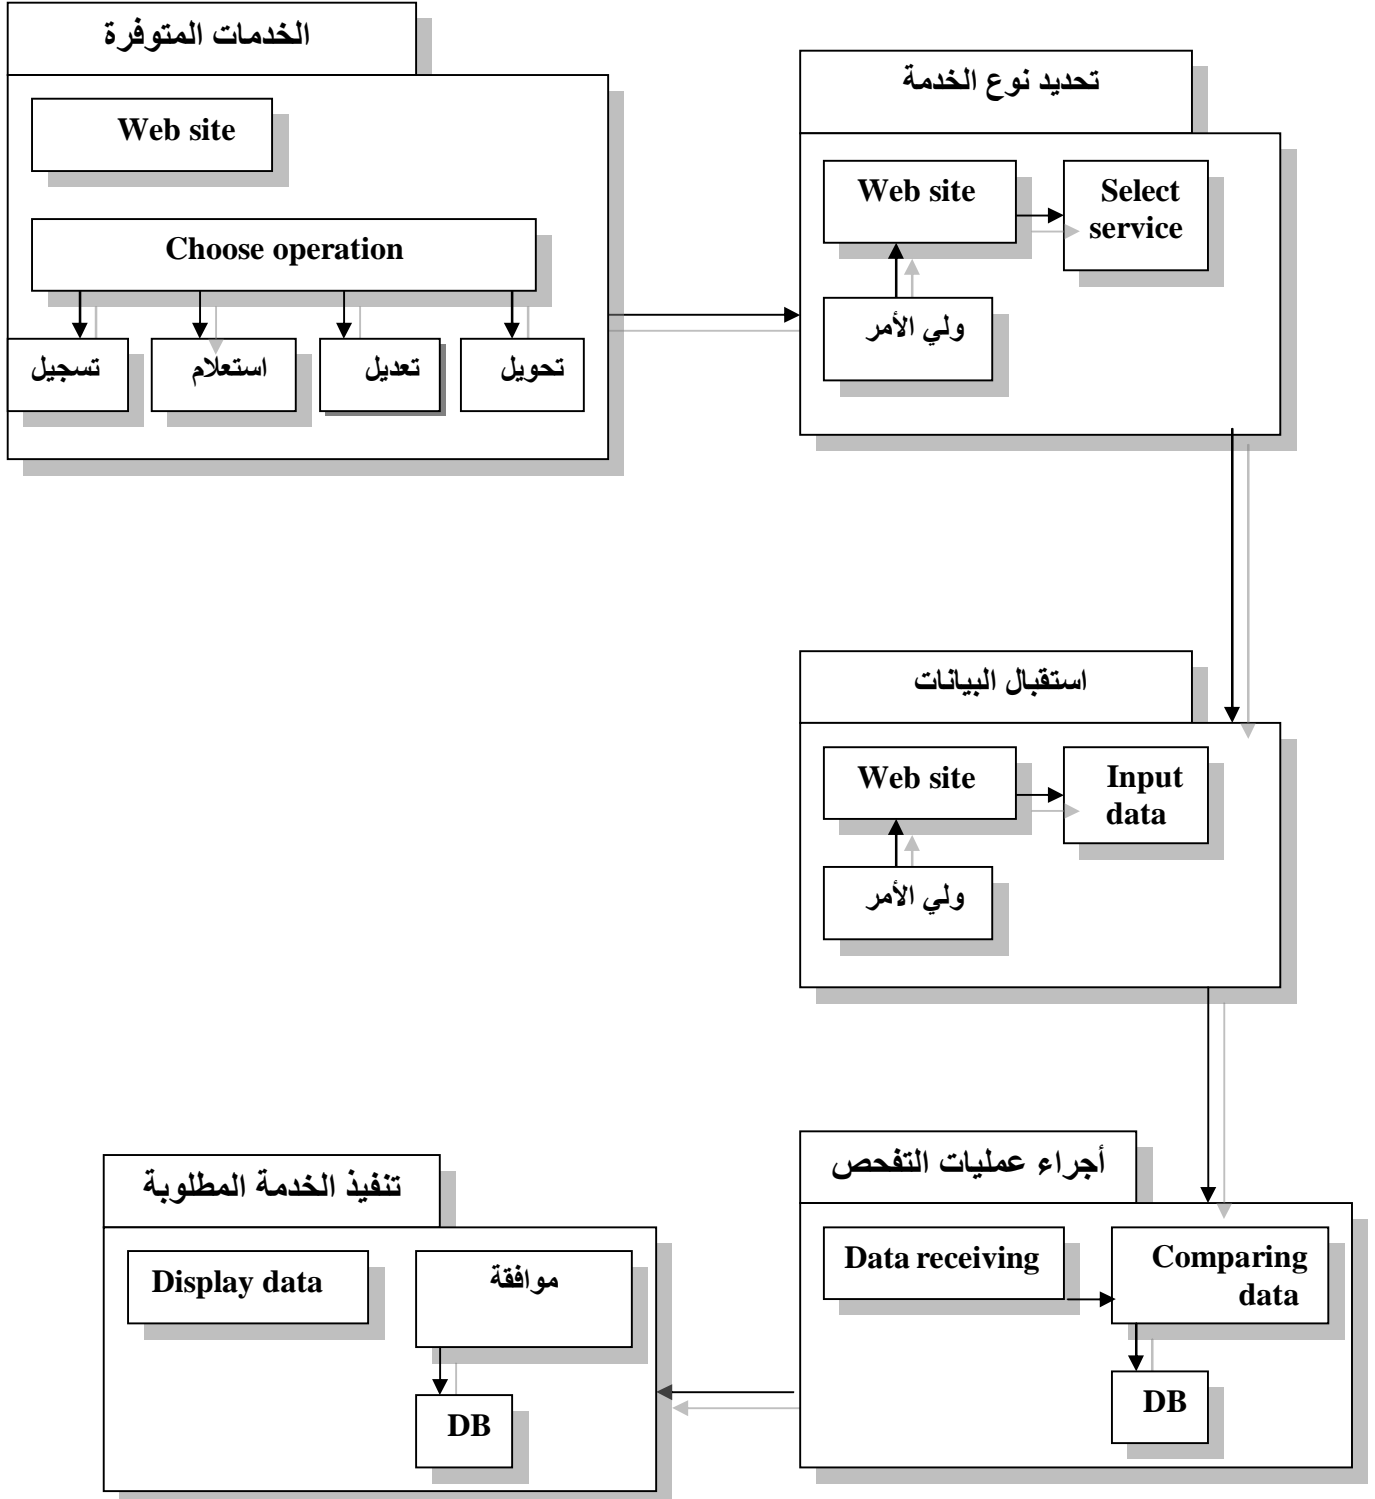 الخدمات المتوفرة
Web site
Choose operation
تسجيل
استعلام
تعديل
تحويل
تحديد نوع الخدمة
Web site
Select
service
ولي الأمر
استقبال البيانات
Web site
Input
data
ولي الأمر
أجراء عمليات التفحص
Data receiving
Comparing
data
DB
تنفيذ الخدمة المطلوبة
Display data
موافقة
DB